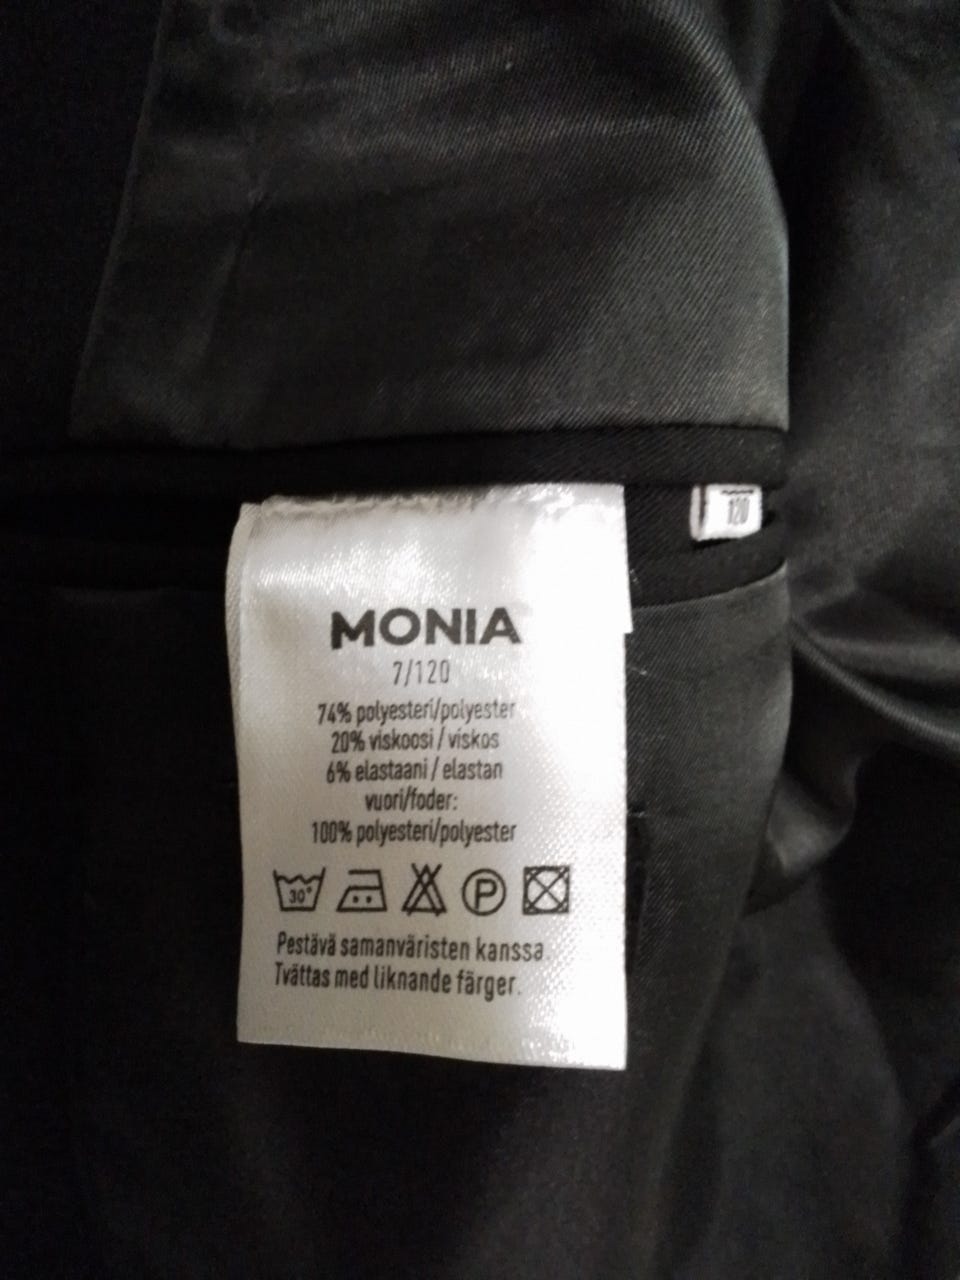 MONIA
7/120
74% polyesteri/polyester
20% viskoosi / viskos
6% elastaani / elastan
vuori/foder:
100% polyesteri/polyester
30° P
Pestävä samanväristen kanssa.
Tvättas med liknande färger.
120